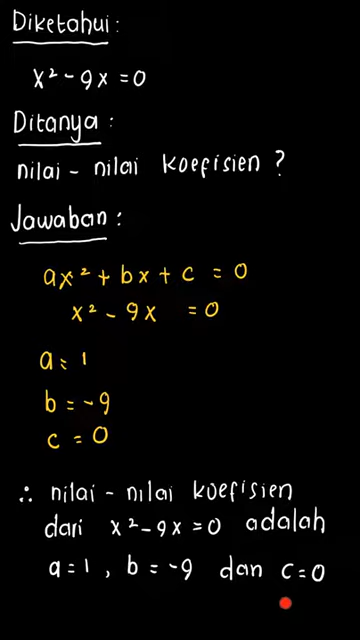 Diketahui:
x² - 9x = 0
Ditanya:
nilai - nilai koefisien ?
Jawaban:
ax² + bx + c = 0
x² - 9x = 0
a = 1
b = -9
c = 0
∴ nilai - nilai koefisien
dari x² - 9x = 0 adalah
a = 1, b = -9 dan c = 0